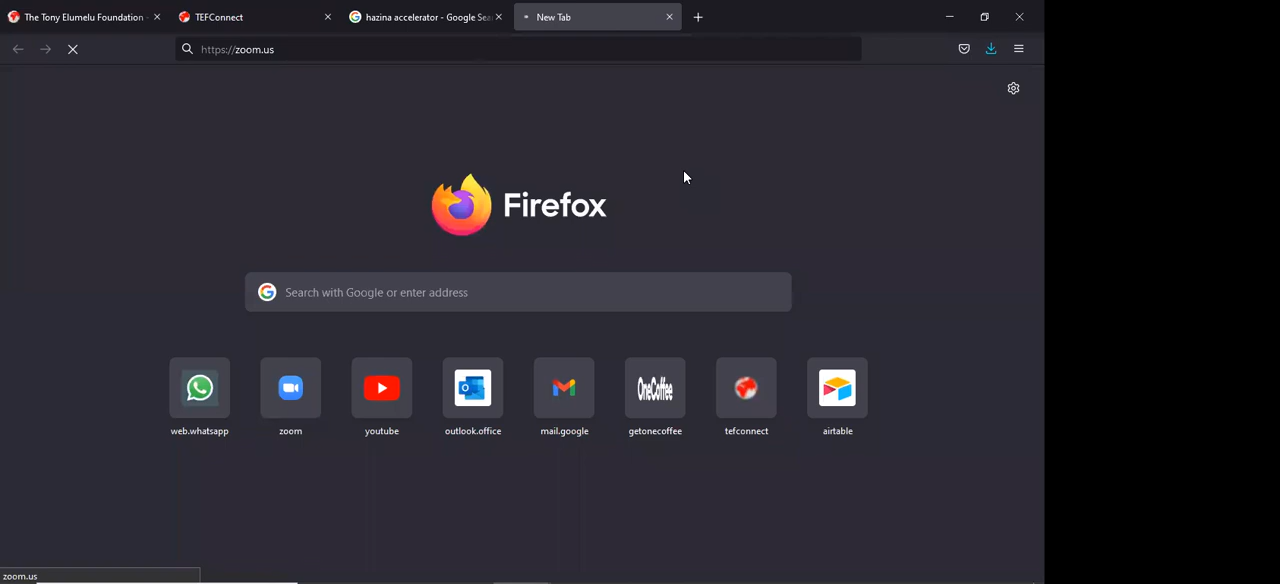 The Tony Elumelu Foundation -
TEFConnect
hazina accelerator - Google Sea
New Tab
https://zoom.us
Firefox
Search with Google or enter address
OneCoffee
web.whatsapp
zoom
youtube
outlook.office
mail.google
getonecoffee
tefconnect
airtable
zoom.us